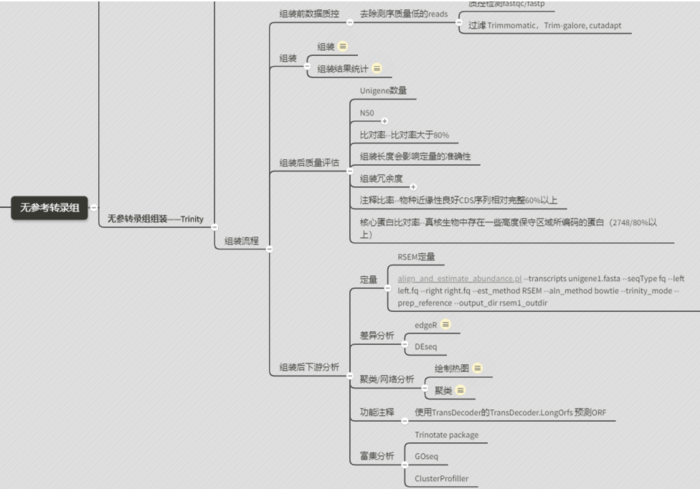 质控检测fastqc/fastp
组装前数据质控
去除测序质量低的reads
过滤 Trimmomatic、Trim-galore, cutadapt
组装
组装
组装结果统计
Unigene数量
N50
比对率--比对率大于80%
组装后质量评估
组装长度会影响定量的准确性
组装冗余度
注释比率--物种近缘性良好CDS序列相对完整60%以上
核心蛋白比对率--真核生物中存在一些高度保守区域所编码的蛋白（2748/80%以
上）
无参考转录组
无参转录组组装——Trinity
组装流程
RSEM定量
定量
align_and_estimate_abundance.pl --transcripts unigene1.fasta --seqType fq --left
left.fq --right right.fq --est_method RSEM --aln_method bowtie --trinity_mode --
prep_reference --output_dir rsem1_outdir
差异分析
edgeR
DEseq
组装后下游分析
聚类/网络分析
绘制热图
聚类
功能注释
使用TransDecoder的TransDecoder.LongOrfs 预测ORF
富集分析
Trinotate package
GOseq
ClusterProfiller